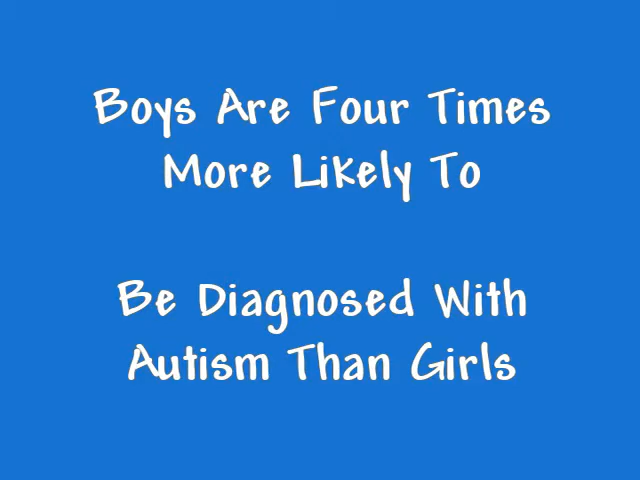 Boys Are Four Times
More Likely To
Be Diagnosed With
Autism Than Girls